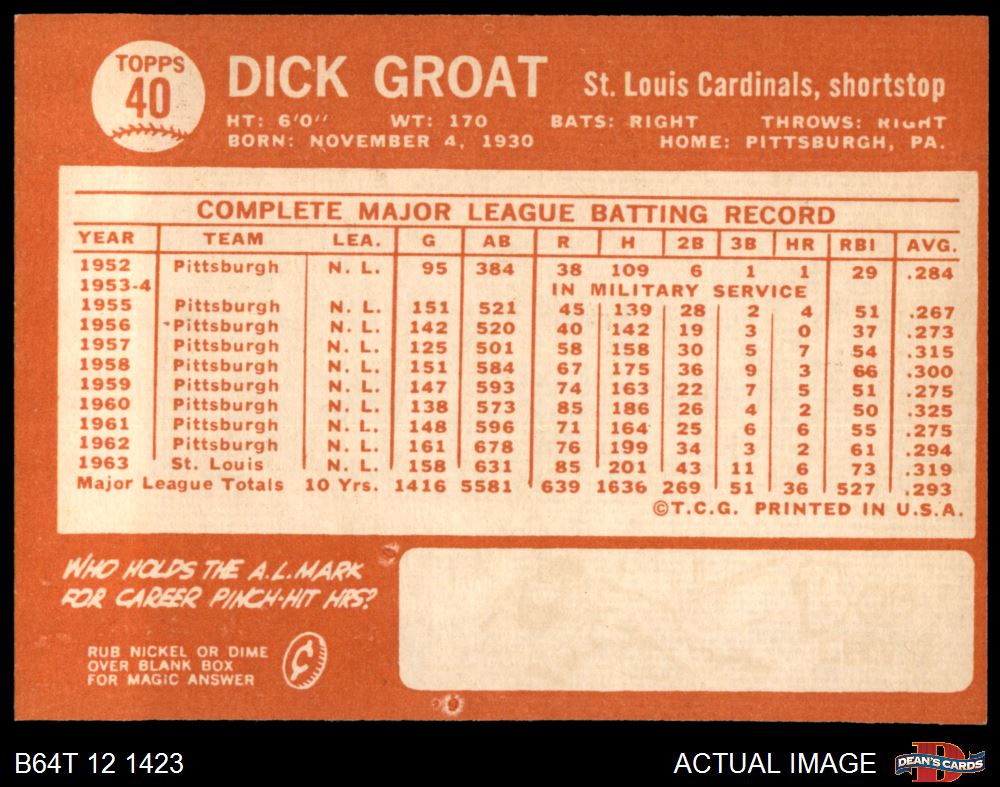 TOPPS
40
DICK GROAT St. Louis Cardinals, shortstop
HT: 6'0" WT: 170 BATS: RIGHT THROWS: RIGHT
BORN: NOVEMBER 4, 1930 HOME: PITTSBURGH, PA.
COMPLETE MAJOR LEAGUE BATTING RECORD
YEAR TEAM LEA. G AB R H 2B 3B HR RBI AVG.
1952 Pittsburgh N. L. 95 384 38 109 6 1 1 29 .284
1953-4 IN MILITARY SERVICE
1955 Pittsburgh N. L. 151 521 45 139 28 2 4 51 .267
1956 Pittsburgh N. L. 142 520 40 142 19 3 0 37 .273
1957 Pittsburgh N. L. 125 501 58 158 30 5 7 54 .315
1958 Pittsburgh N. L. 151 584 67 175 36 9 3 66 .300
1959 Pittsburgh N. L. 147 593 74 163 22 7 5 51 .275
1960 Pittsburgh N. L. 138 573 85 186 26 4 2 50 .325
1961 Pittsburgh N. L. 148 596 71 164 25 6 6 55 .275
1962 Pittsburgh N. L. 161 678 76 199 34 3 2 61 .294
1963 St. Louis N. L. 158 631 85 201 43 11 6 73 .319
Major League Totals 10 Yrs. 1416 5581 639 1636 269 51 36 527 .293
©T.C.G. PRINTED IN U.S.A.
WHO HOLDS THE A.L. MARK
FOR CAREER PINCH-HIT HRS?
RUB NICKEL OR DIME
OVER BLANK BOX
FOR MAGIC ANSWER
¢
B64T 12 1423 ACTUAL IMAGE
D
DEAN'S CARDS